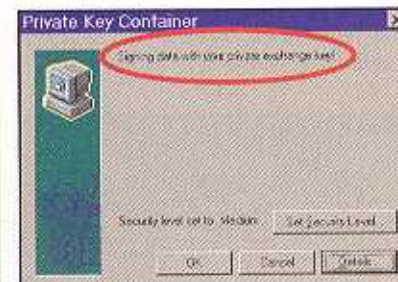 Private Key Container
Signing data with your private exchange key!
Security level set to Medium
Set Security Level...
OK
Cancel
Details...